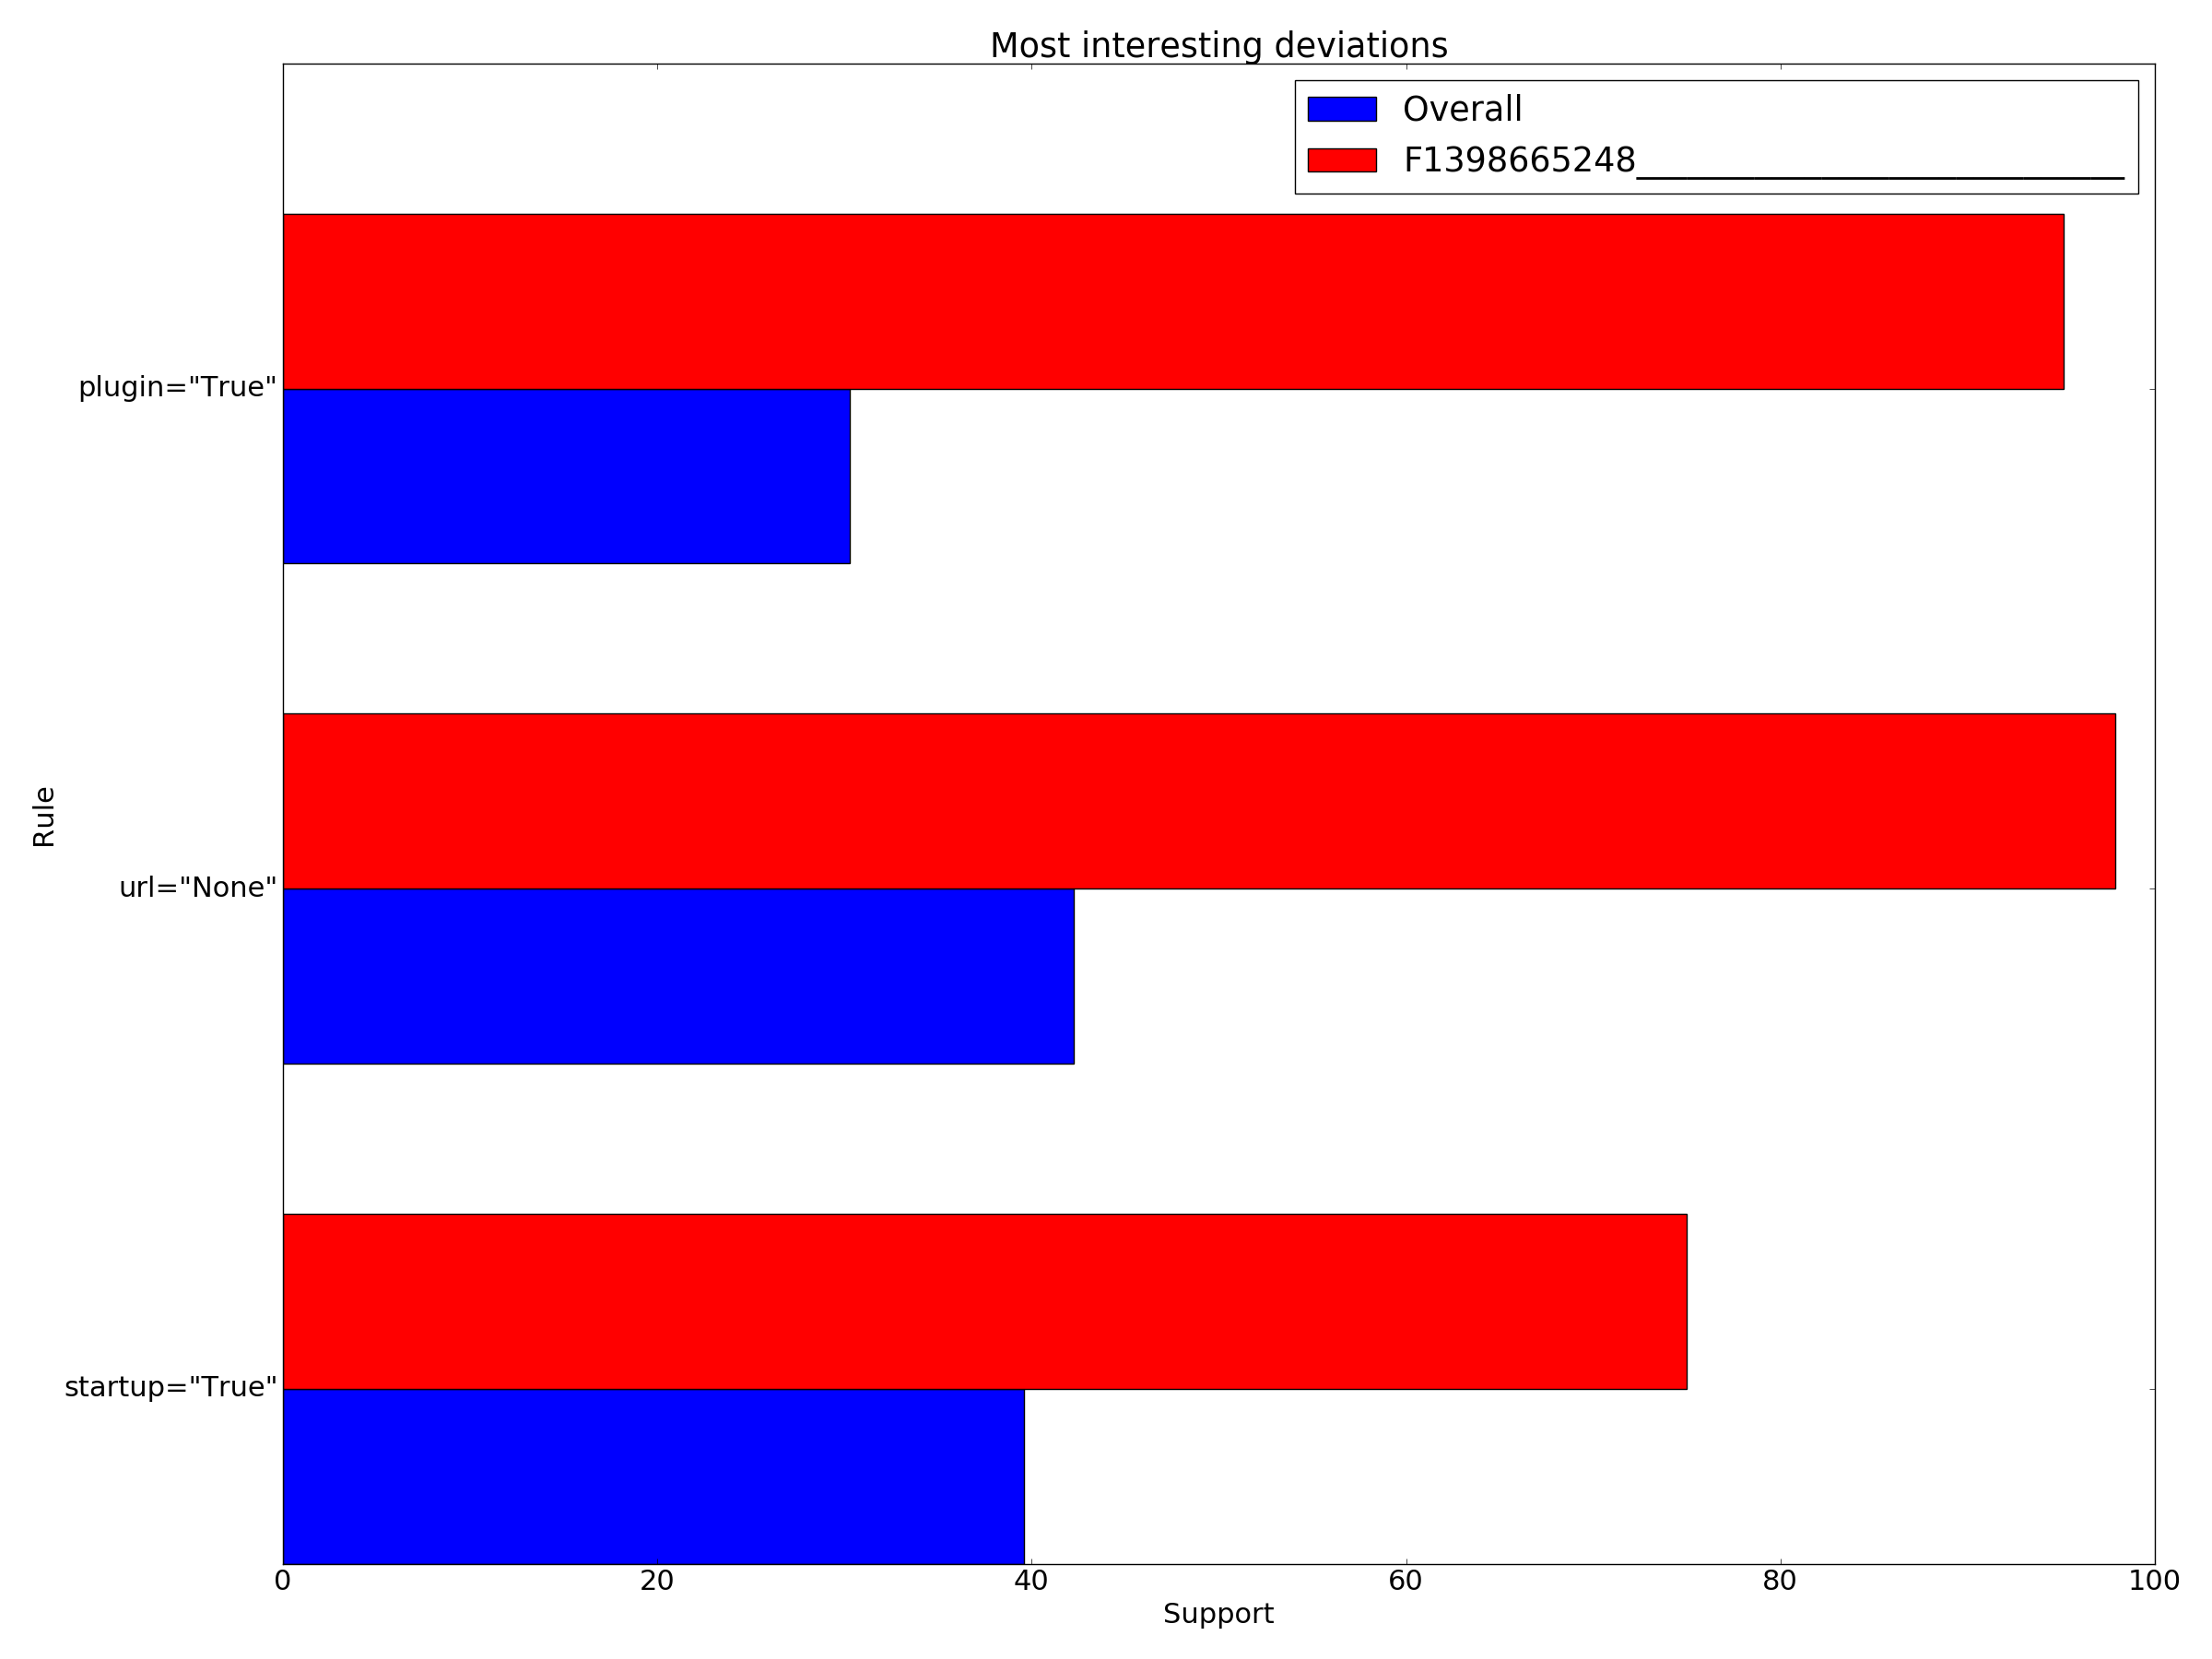 Most interesting deviations
Overall
F1398665248_____________________________
plugin="True"
url="None"
startup="True"
Rule
0 20 40 60 80 100
Support